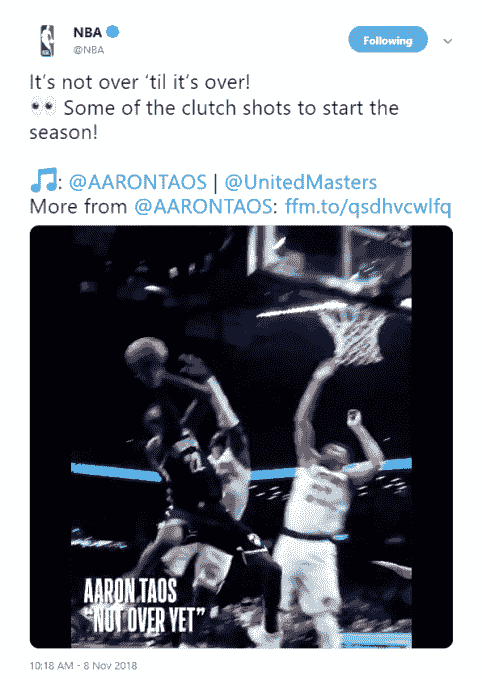 NBA
@NBA
Following
It's not over ‘til it's over!
👀 Some of the clutch shots to start the
season!
🎵: @AARONTAOS | @UnitedMasters
More from @AARONTAOS: ffm.to/qsdhvcwlfq
AARON TAOS
"NOT OVER YET"
10:18 AM - 8 Nov 2018